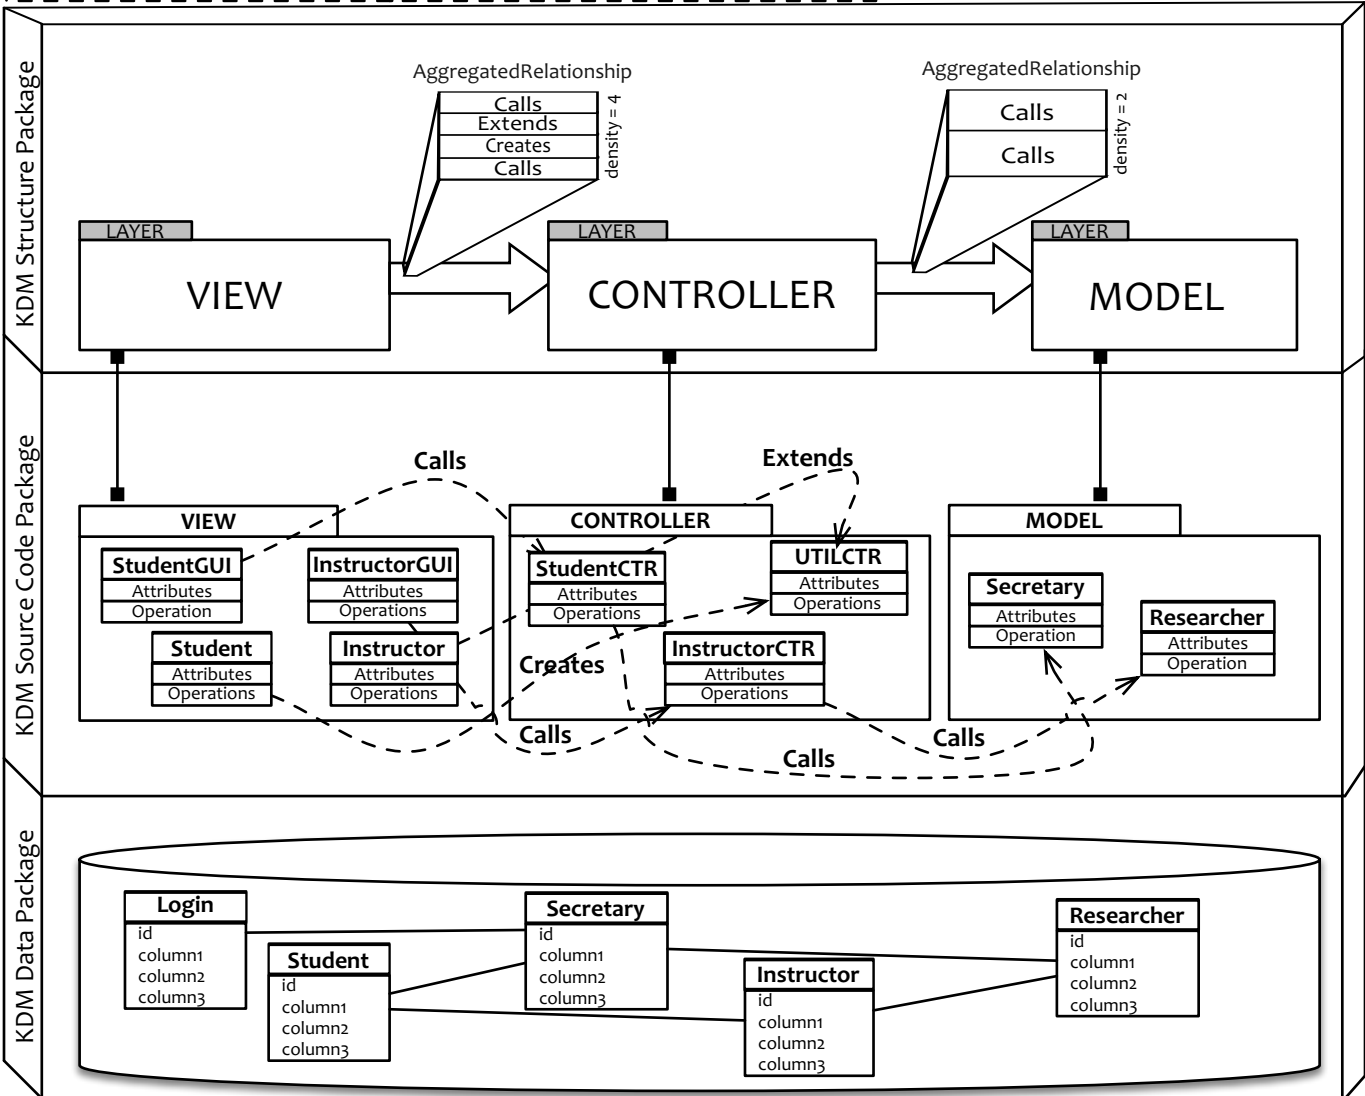 KDM Structure Package
AggregatedRelationship
Calls
Extends
Creates
Calls
density = 4
AggregatedRelationship
Calls
Calls
density = 2
LAYER
VIEW
LAYER
CONTROLLER
LAYER
MODEL
KDM Source Code Package
Calls
Extends
VIEW
StudentGUI
Attributes
Operation
InstructorGUI
Attributes
Operations
Student
Attributes
Operations
Instructor
Attributes
Operations
CONTROLLER
StudentCTR
Attributes
Operations
UTILCTR
Attributes
Operations
InstructorCTR
Attributes
Operations
Creates
Calls
Calls
Calls
MODEL
Secretary
Attributes
Operation
Researcher
Attributes
Operation
KDM Data Package
Login
id
column1
column2
column3
Student
id
column1
column2
column3
Secretary
id
column1
column2
column3
Instructor
id
column1
column2
column3
Researcher
id
column1
column2
column3